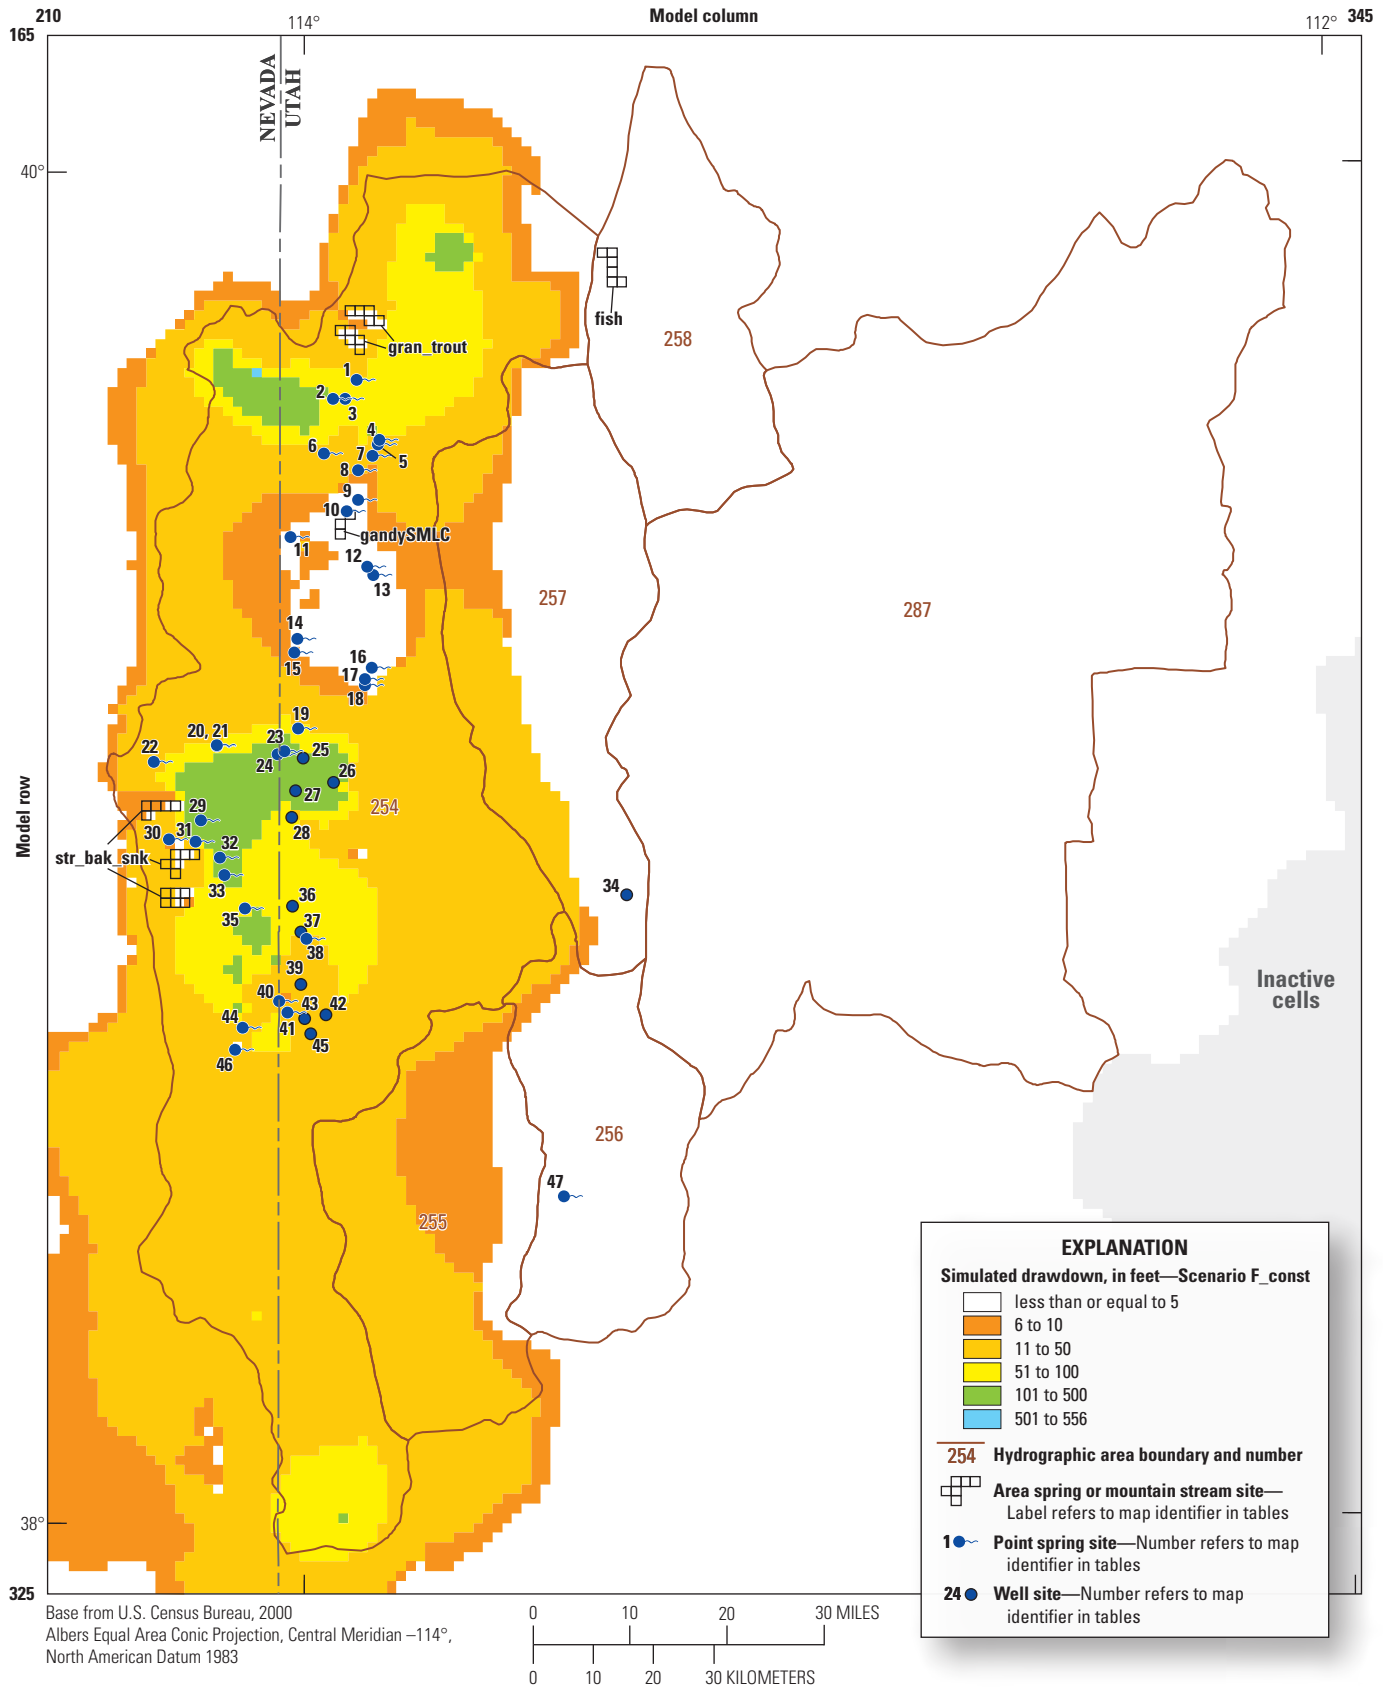 210
Model column
345
165
114°
112°
NEVADA
UTAH
40°
fish
258
gran_trout
1
2
3
4
5
6
7
8
9
10
gandySMLC
11
12
13
257
287
14
15
16
17
18
19
20, 21
22
23
24
25
26
27
28
254
29
30
31
32
33
str_bak_snk
34
35
36
37
38
39
40
41
42
43
44
45
46
Inactive
cells
Model row
256
47
255
38°
325
EXPLANATION
Simulated drawdown, in feet—Scenario F_const
less than or equal to 5
6 to 10
11 to 50
51 to 100
101 to 500
501 to 556
254 Hydrographic area boundary and number
Area spring or mountain stream site—
Label refers to map identifier in tables
1 Point spring site—Number refers to map
identifier in tables
24 Well site—Number refers to map
identifier in tables
Base from U.S. Census Bureau, 2000
Albers Equal Area Conic Projection, Central Meridian –114°,
North American Datum 1983
0 10 20 30 MILES
0 10 20 30 KILOMETERS